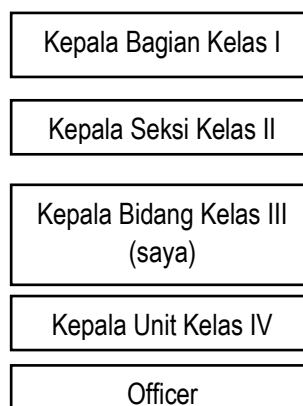 Kepala Bagian Kelas I
Kepala Seksi Kelas II
Kepala Bidang Kelas III
(saya)
Kepala Unit Kelas IV
Officer